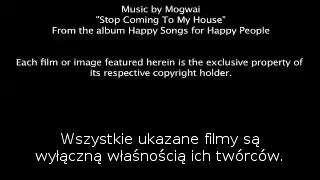 Music by Mogwai
"Stop Coming To My House"
From the album Happy Songs for Happy People
Each film or image featured herein is the exclusive property of
its respective copyright holder.
Wszystkie ukazane filmy są
wyłączną właśnością ich twórców.